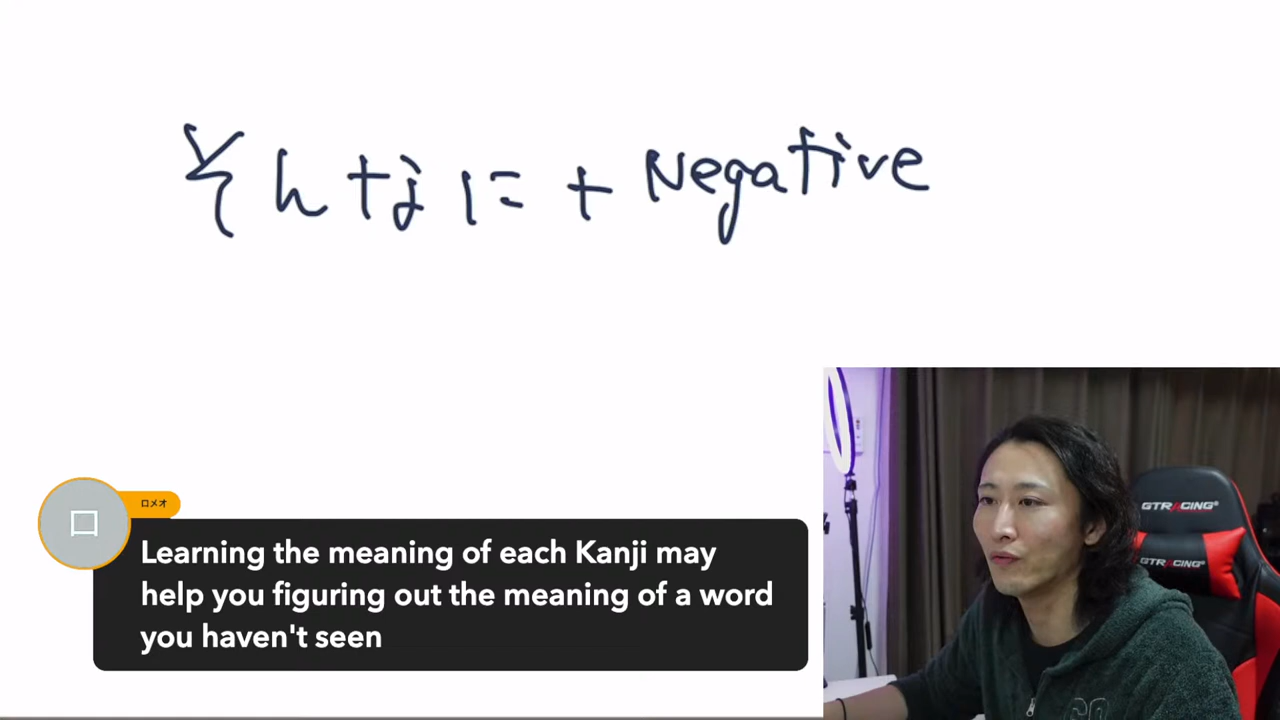 そんなに + Negative
ロメオ
ロ
Learning the meaning of each Kanji may
help you figuring out the meaning of a word
you haven't seen
GTRACING
GTRACING